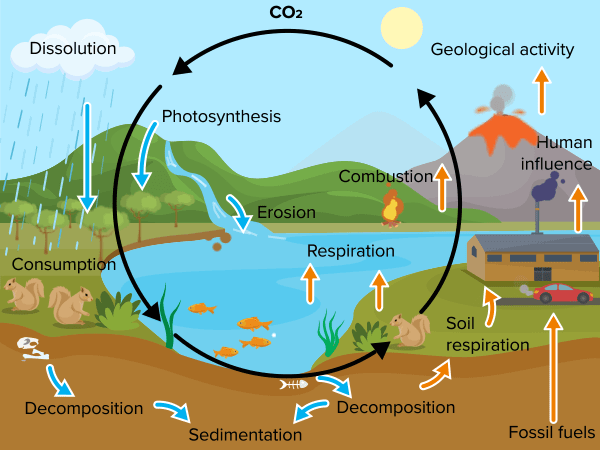 CO₂
Dissolution
Geological activity
Photosynthesis
Human
influence
Combustion
Erosion
Respiration
Consumption
Soil
respiration
Decomposition
Decomposition
Sedimentation
Fossil fuels